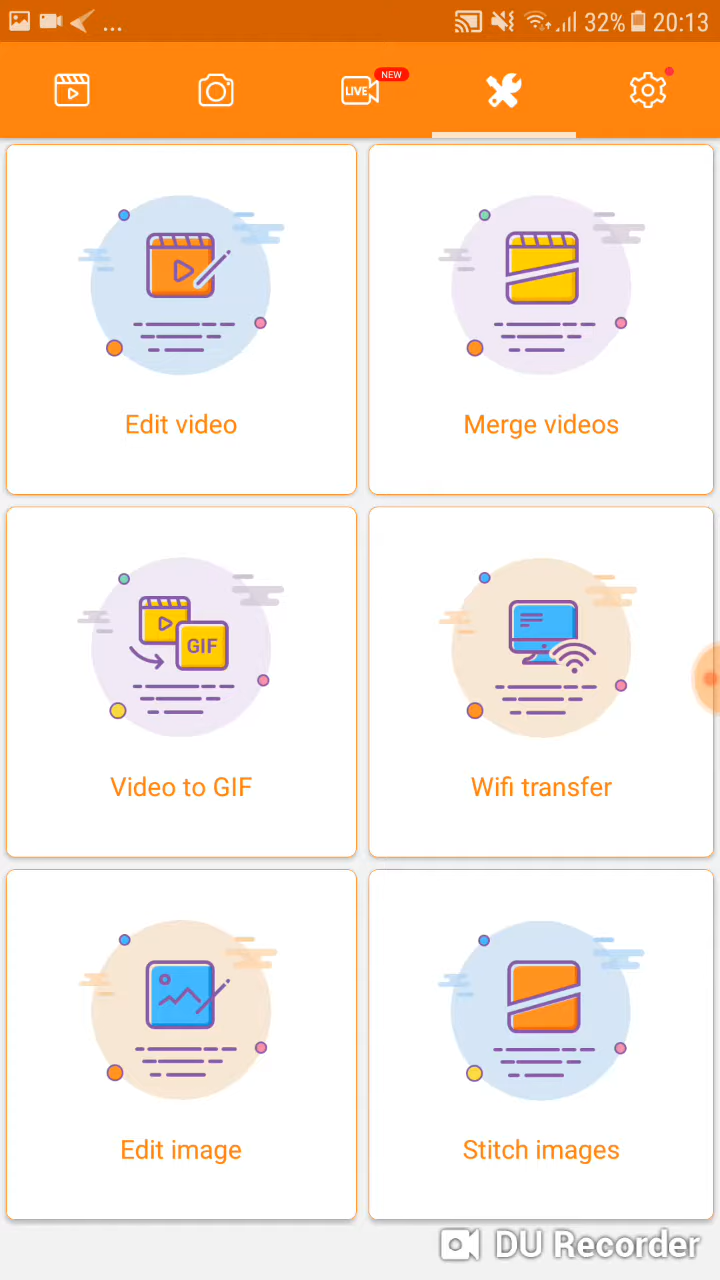 ...
32% 20:13
LIVE NEW
Edit video
Merge videos
GIF
Video to GIF
Wifi transfer
Edit image
Stitch images
DU Recorder